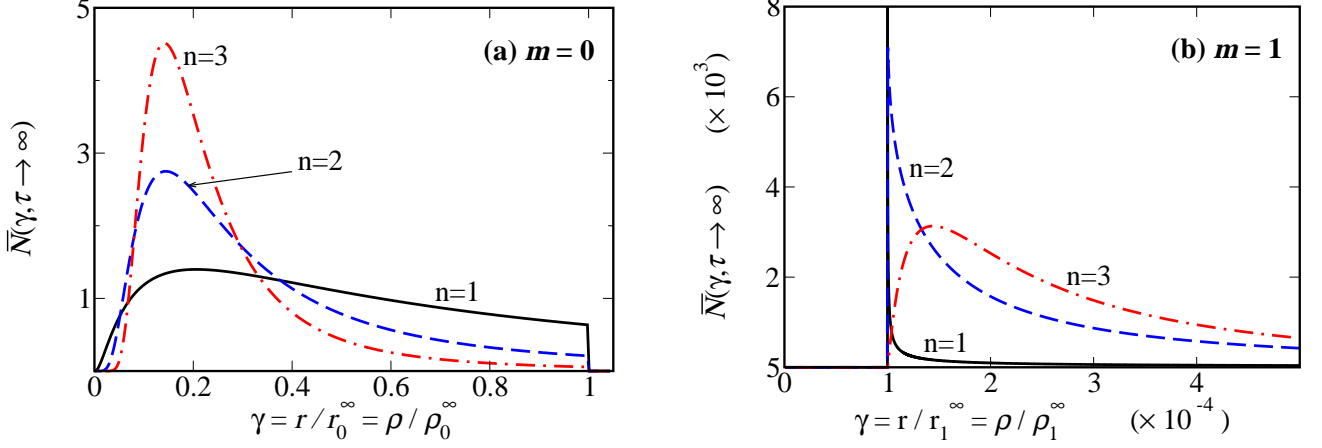 5
3
1
N̅(γ,τ→∞)
(a) m = 0
n=3
n=2
n=1
0
0.2
0.4
0.6
0.8
1
γ = r / r₀^∞ = ρ / ρ₀^∞
8
6
4
2
5
N̅(γ,τ→∞) (× 10³)
(b) m = 1
n=2
n=3
n=1
0
1
2
3
4
γ = r / r₁^∞ = ρ / ρ₁^∞ (× 10⁻⁴)